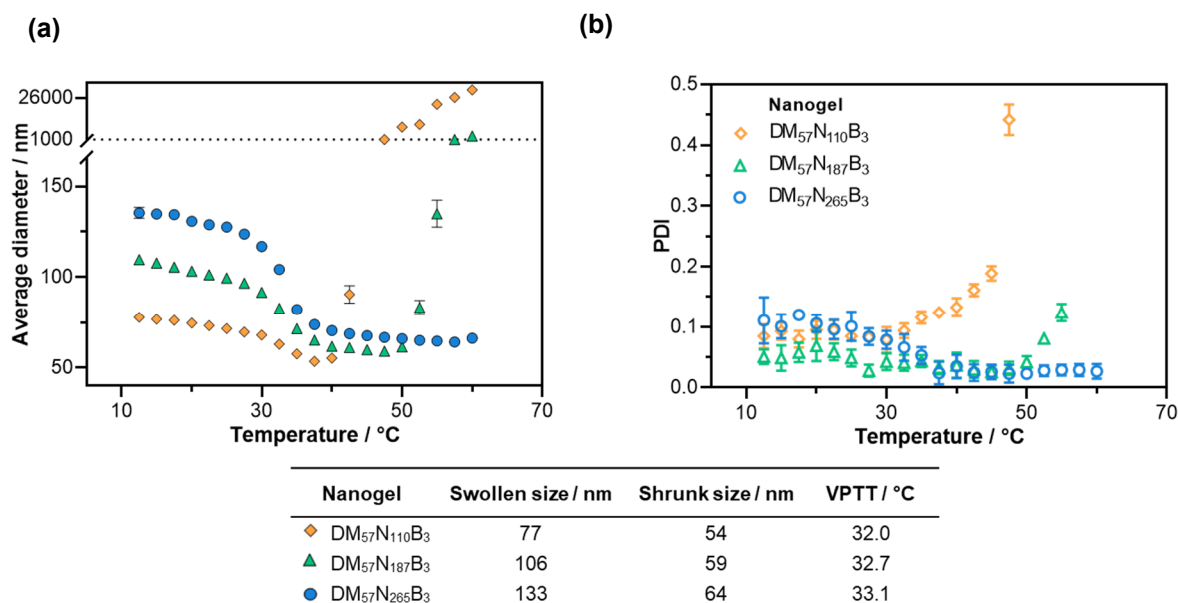 (a)
(b)
Average diameter / nm
26000
1000
150
100
50
10
30
50
70
Temperature / °C
PDI
0.5
0.4
0.3
0.2
0.1
0.0
10
30
50
70
Temperature / °C
Nanogel
DM₅₇N₁₁₀B₃
DM₅₇N₁₈₇B₃
DM₅₇N₂₆₅B₃
Nanogel Swollen size / nm Shrunk size / nm VPTT / °C
DM₅₇N₁₁₀B₃ 77 54 32.0
DM₅₇N₁₈₇B₃ 106 59 32.7
DM₅₇N₂₆₅B₃ 133 64 33.1